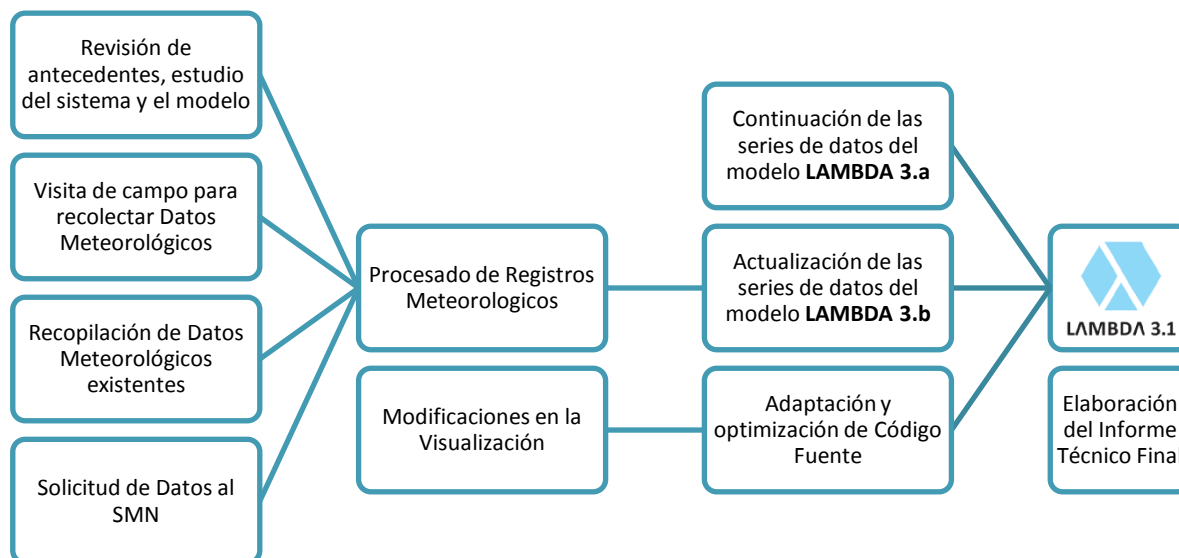 Revisión de
antecedentes, estudio
del sistema y el modelo
Visita de campo para
recolectar Datos
Meteorológicos
Recopilación de Datos
Meteorológicos
existentes
Solicitud de Datos al
SMN
Procesado de Registros
Meteorologicos
Modificaciones en la
Visualización
Continuación de las
series de datos del
modelo LAMBDA 3.a
Actualización de las
series de datos del
modelo LAMBDA 3.b
Adaptación y
optimización de Código
Fuente
LAMBDA 3.1
Elaboración
del Informe
Técnico Final